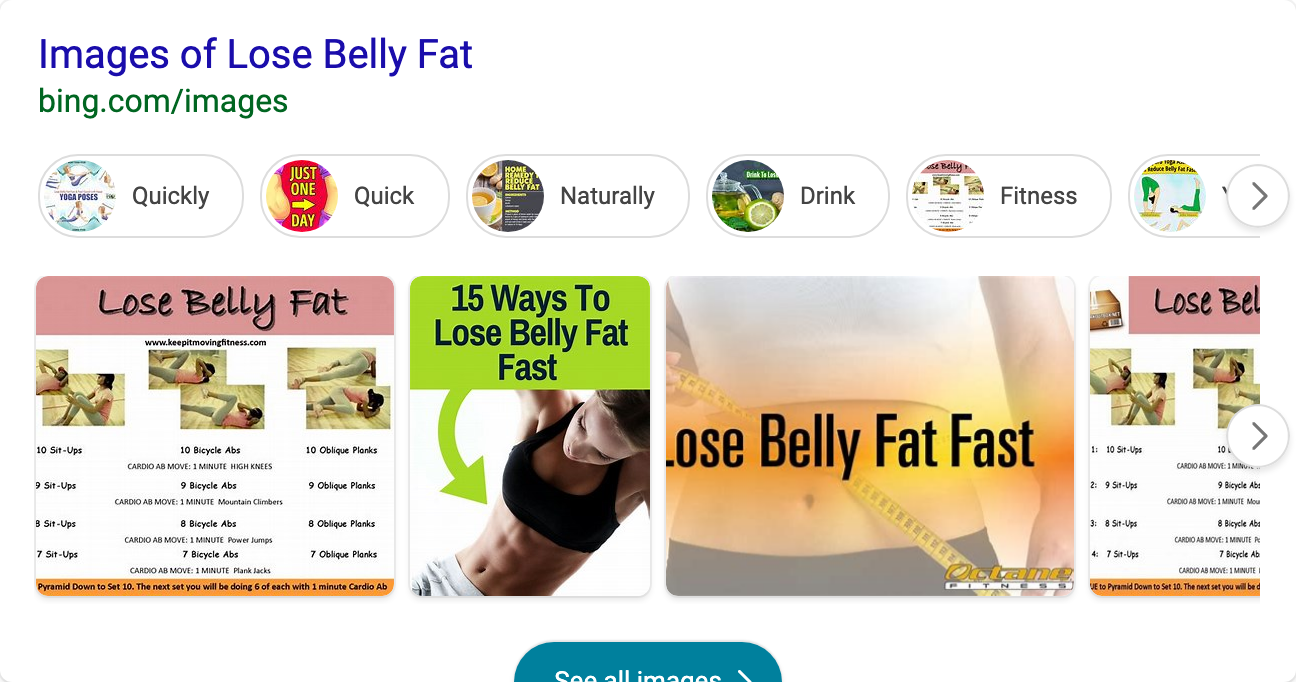 Images of Lose Belly Fat
bing.com/images
YOGA POSES
Quickly
JUST
ONE
DAY
Quick
HOME
REMEDY
REDUCE
BELLY FAT
Naturally
Drink To Los
Drink
Lose Belly F
Fitness
Reduce Belly Fat Fast
Lose Belly Fat
www.keepitmovingfitness.com
10 Sit-Ups 10 Bicycle Abs 10 Oblique Planks
CARDIO AB MOVE: 1 MINUTE HIGH KNEES
9 Sit-Ups 9 Bicycle Abs 9 Oblique Planks
CARDIO AB MOVE: 1 MINUTE Mountain Climbers
8 Sit-Ups 8 Bicycle Abs 8 Oblique Planks
CARDIO AB MOVE: 1 MINUTE Power Jumps
7 Sit-Ups 7 Bicycle Abs 7 Oblique Planks
CARDIO AB MOVE: 1 MINUTE Plank Jacks
Pyramid Down to Set 10. The next set you will be doing 6 of each with 1 minute Cardio Ab
15 Ways To
Lose Belly Fat
Fast
Lose Belly Fat Fast
Octane
FITNESS
Lose Bel
1: 10 Sit-Ups 10
CARDIO AB MOVE: 1 MINU
2: 9 Sit-Ups 9 Bicycle Abs
CARDIO AB MOVE: 1 MINUTE Mou
3: 8 Sit-Ups 8 Bicycle Abs
CARDIO AB MOVE: 1 MINUTE Po
4: 7 Sit-Ups 7 Bicycle Ab
CARDIO AB MOVE: 1 MINUTE
UE to Pyramid Down to Set 10. The next set you will be d
See all images